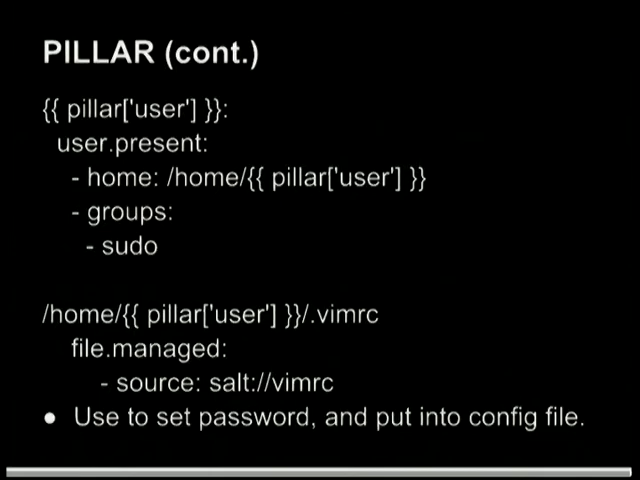 PILLAR (cont.)
{{ pillar['user'] }}:
user.present:
- home: /home/{{ pillar['user'] }}
- groups:
- sudo
/home/{{ pillar['user'] }}/.vimrc
file.managed:
- source: salt://vimrc
● Use to set password, and put into config file.